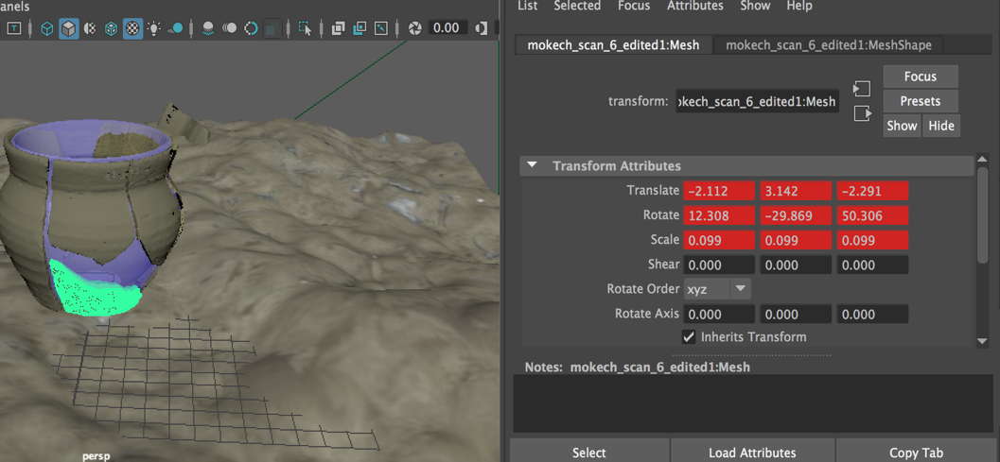 anels
List Selected Focus Attributes Show Help
T
0.00
mokech_scan_6_edited1:Mesh mokech_scan_6_edited1:MeshShape
Focus
transform: okech_scan_6_edited1:Mesh
Presets
Show Hide
Transform Attributes
Translate -2.112 3.142 -2.291
Rotate 12.308 -29.869 50.306
Scale 0.099 0.099 0.099
Shear 0.000 0.000 0.000
Rotate Order xyz
Rotate Axis 0.000 0.000 0.000
Inherits Transform
Notes: mokech_scan_6_edited1:Mesh
persp
Select Load Attributes Copy Tab